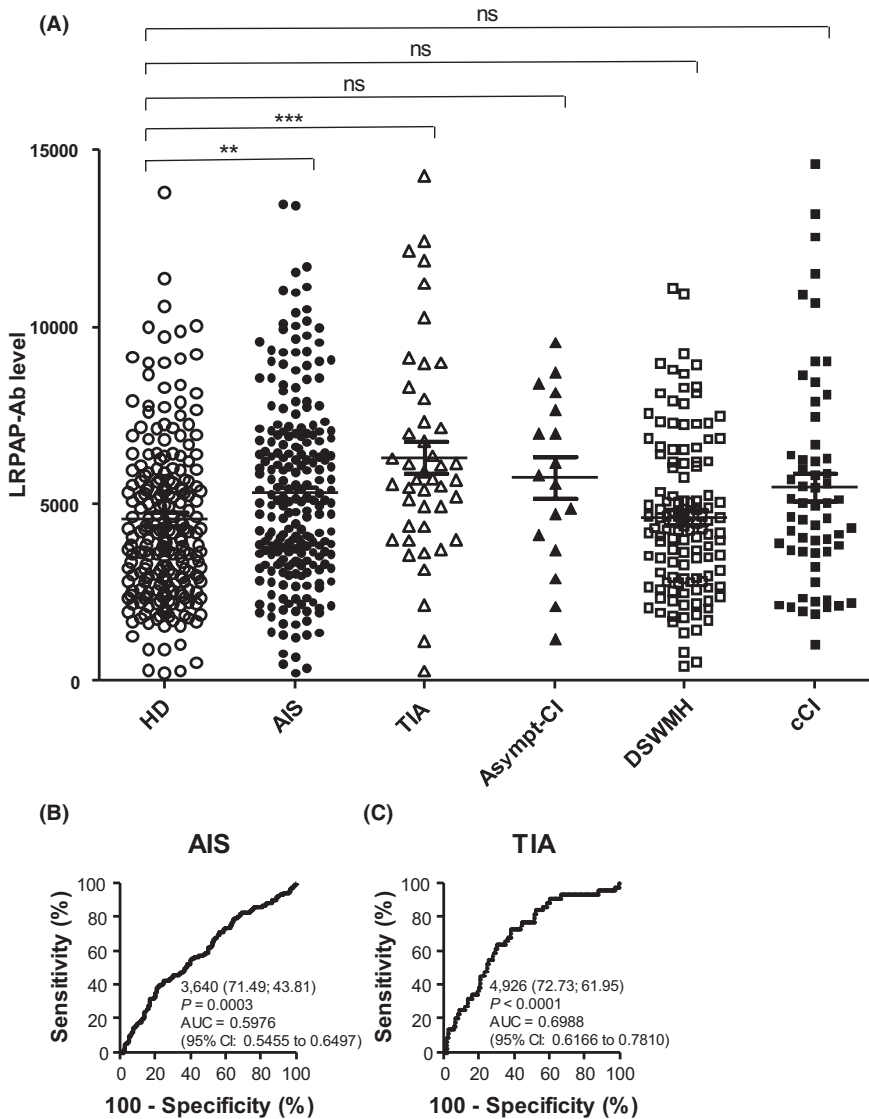 (A)
ns
ns
ns
***
**
15000
10000
5000
0
LRPAP-Ab level
HD
AIS
TIA
Asympt-CI
DSWMH
cCI
(B)
AIS
100
80
60
40
20
0
Sensitivity (%)
3,640 (71.49; 43.81)
P = 0.0003
AUC = 0.5976
(95% CI: 0.5455 to 0.6497)
0 20 40 60 80 100
100 - Specificity (%)
(C)
TIA
100
80
60
40
20
0
Sensitivity (%)
4,926 (72.73; 61.95)
P < 0.0001
AUC = 0.6988
(95% CI: 0.6166 to 0.7810)
0 20 40 60 80 100
100 - Specificity (%)